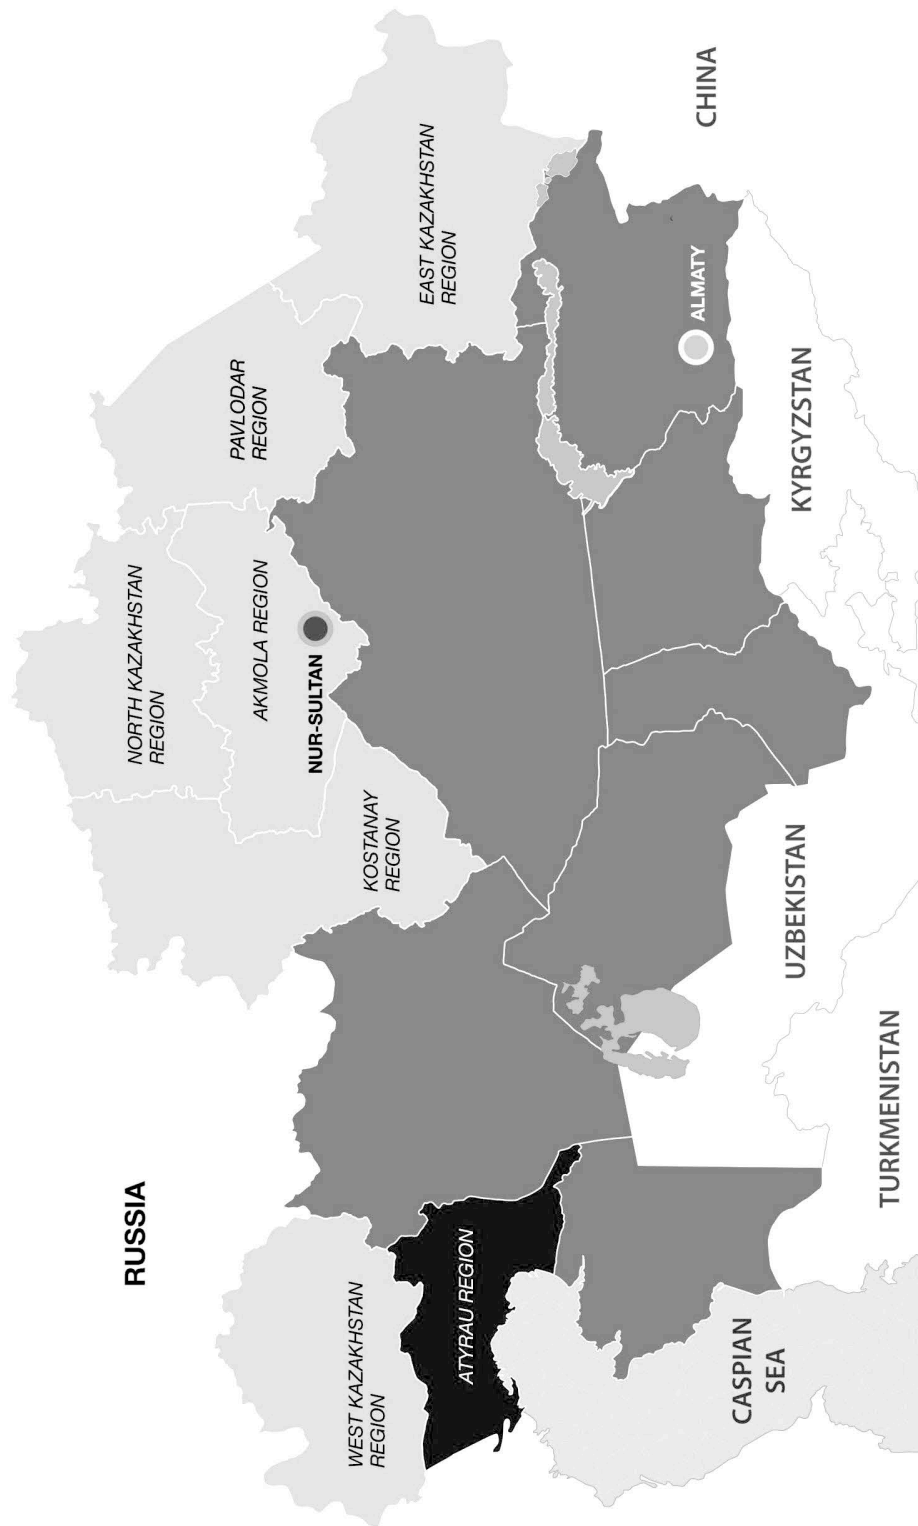 RUSSIA
WEST KAZAKHSTAN
REGION
ATYRAU REGION
CASPIAN
SEA
NORTH KAZAKHSTAN
REGION
AKMOLA REGION
NUR-SULTAN
KOSTANAY
REGION
PAVLODAR
REGION
EAST KAZAKHSTAN
REGION
CHINA
ALMATY
KYRGYZSTAN
UZBEKISTAN
TURKMENISTAN